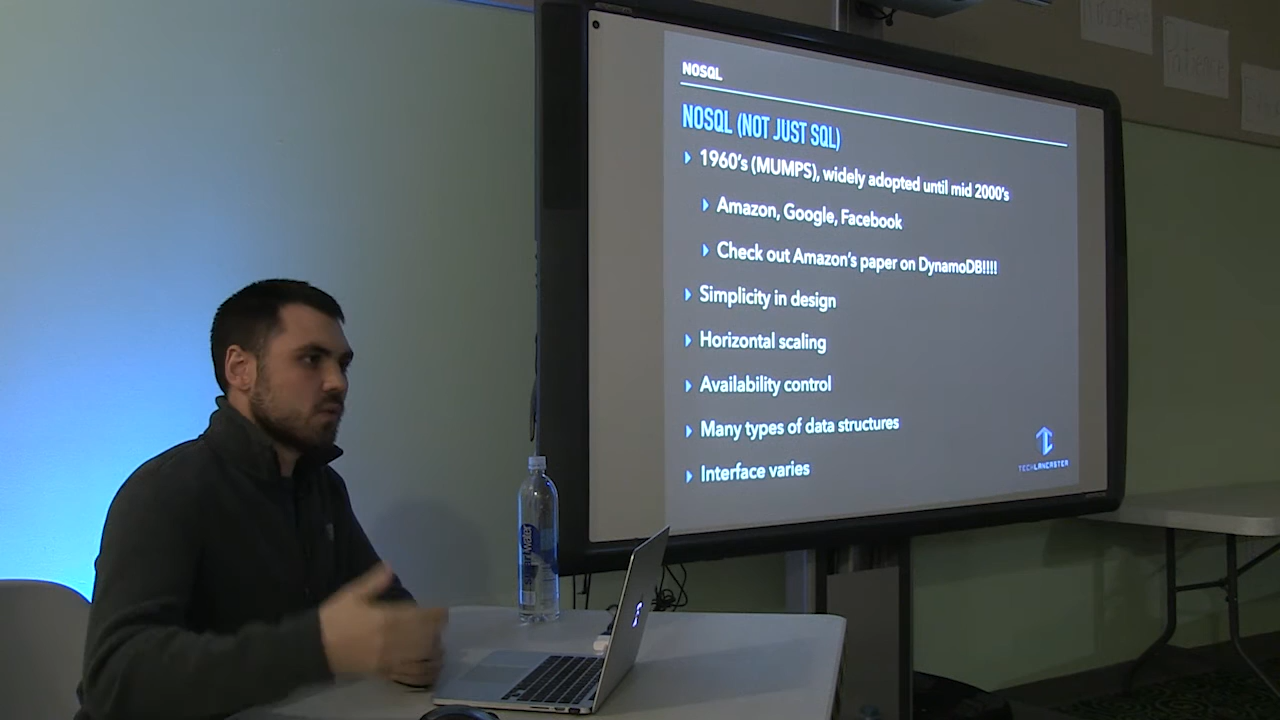 NOSQL
NOSQL (NOT JUST SQL)
1960's (MUMPS), widely adopted until mid 2000's
Amazon, Google, Facebook
Check out Amazon's paper on DynamoDB!!!!
Simplicity in design
Horizontal scaling
Availability control
Many types of data structures
Interface varies
TECHLANCASTER